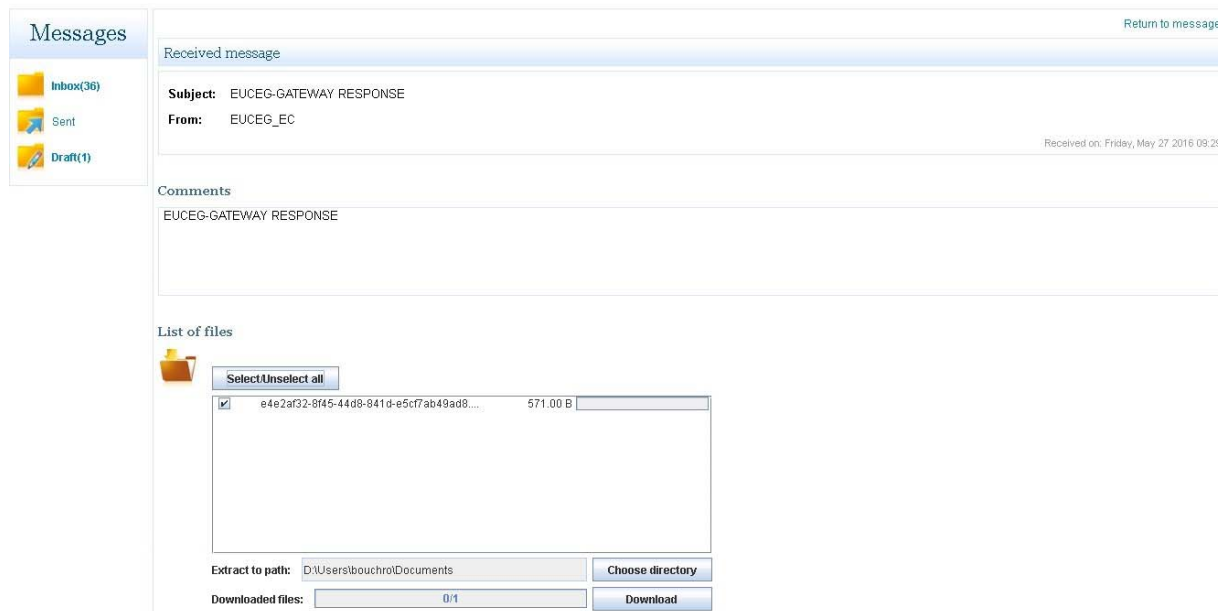 Messages
Inbox(36)
Sent
Draft(1)
Return to message
Received message
Subject: EUCEG-GATEWAY RESPONSE
From: EUCEG_EC
Received on: Friday, May 27 2016 09:29
Comments
EUCEG-GATEWAY RESPONSE
List of files
Select/Unselect all
e4e2af32-8f45-44d8-841d-e5cf7ab49ad8.... 571.00 B
Extract to path: D:\Users\bouchro\Documents Choose directory
Downloaded files: 0/1 Download